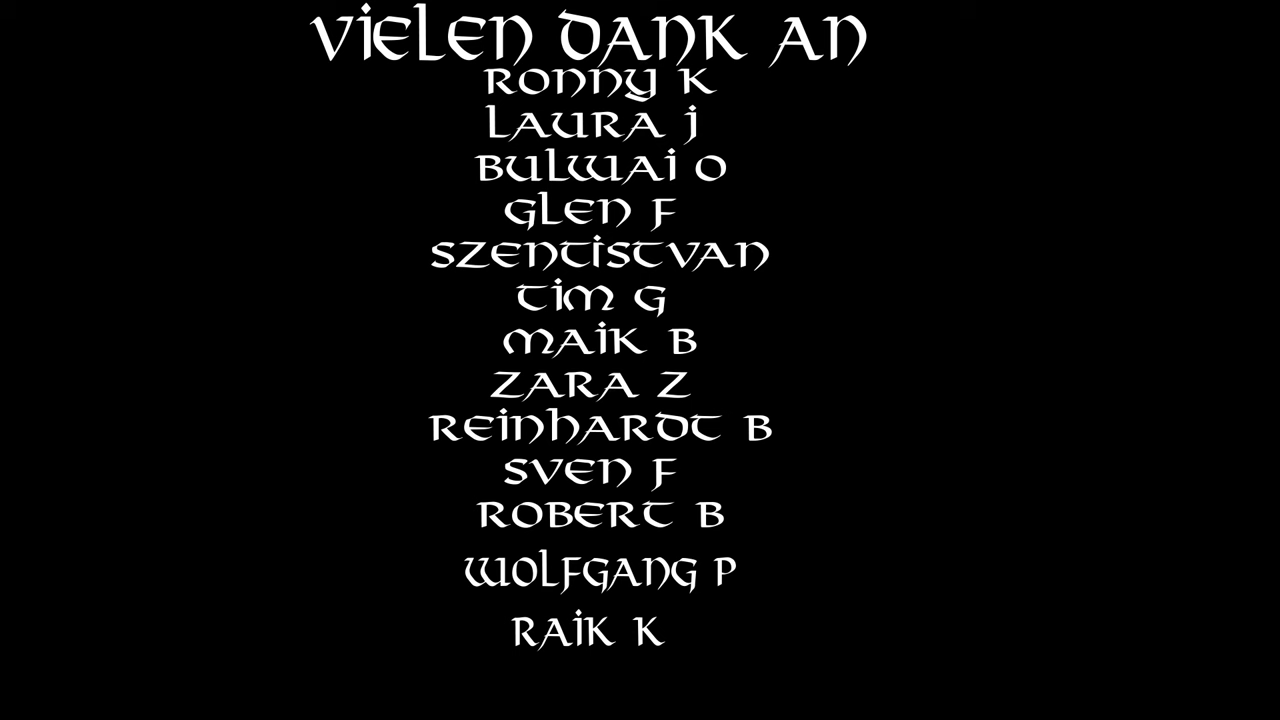 Vielen Dank an
Ronny K
Laura J
Bulwai O
Glen F
Szentistvan
Tim G
Maik B
Zara Z
Reinhardt B
Sven F
Robert B
Wolfgang P
Raik K